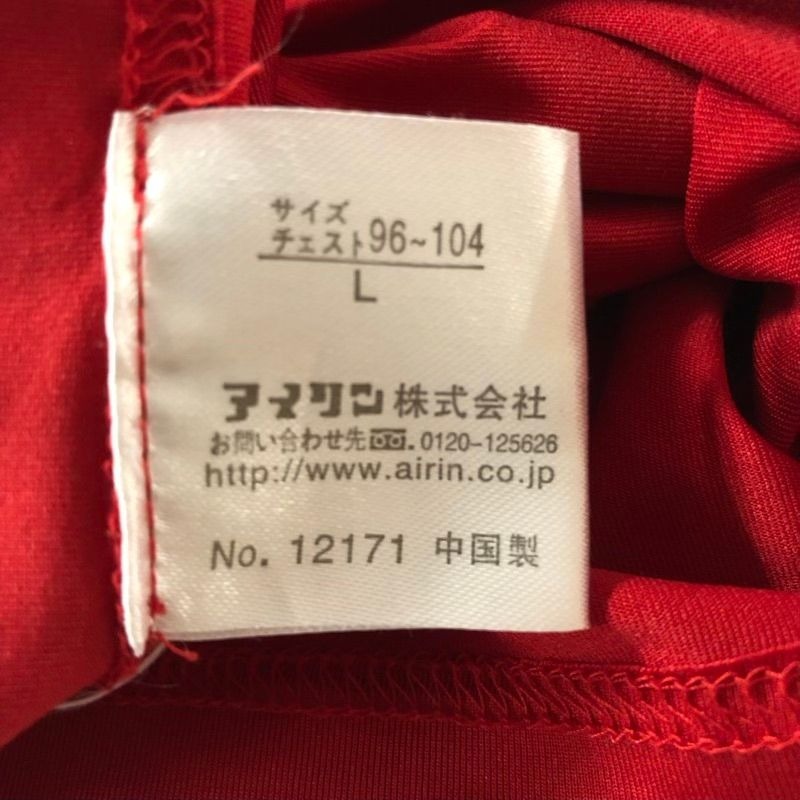 サイズ
チェスト96~104
L
アイリン株式会社
お問い合わせ先 .0120-125626
http://www.airin.co.jp
No. 12171 中国製